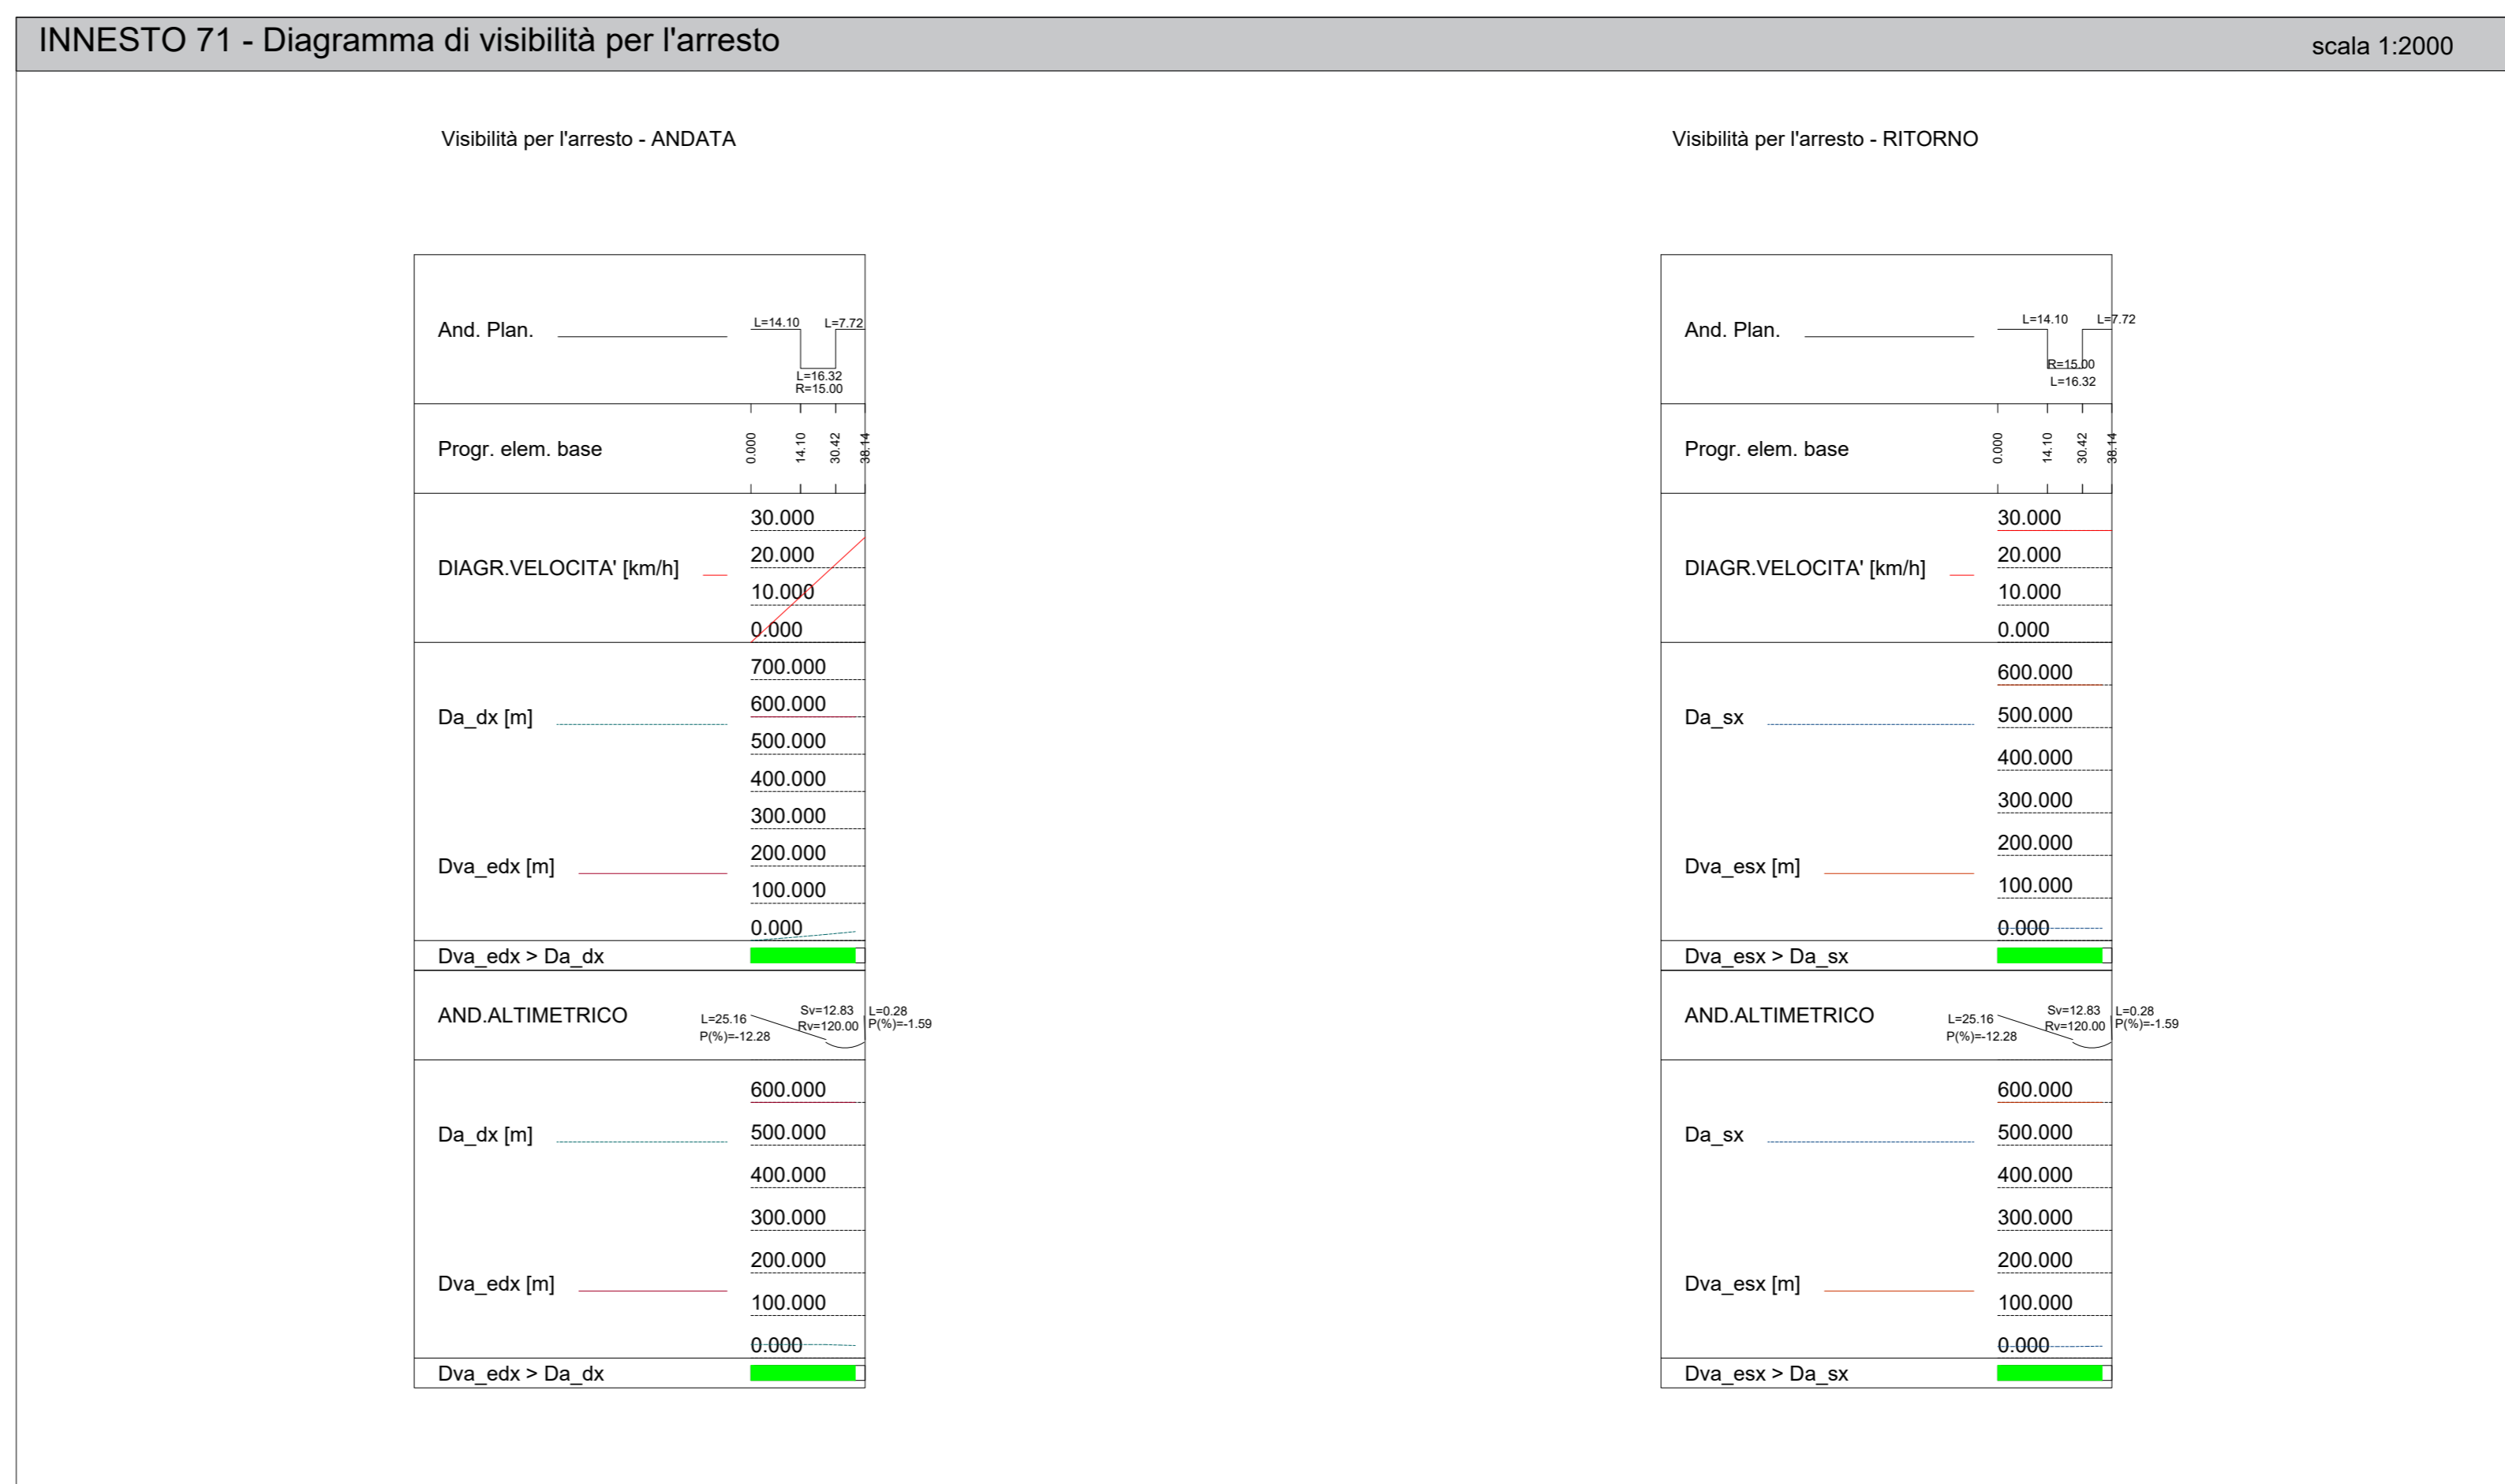 INNESTO 71 - Diagramma di visibilità per l'arresto
scala 1:2000
Visibilità per l'arresto - ANDATA
And. Plan.
L=14.10
L=7.72
L=16.32
R=15.00
Progr. elem. base
0.000
14.10
30.42
38.14
DIAGR.VELOCITA' [km/h]
30.000
20.000
10.000
0.000
Da_dx [m]
Dva_edx [m]
700.000
600.000
500.000
400.000
300.000
200.000
100.000
0.000
Dva_edx > Da_dx
AND.ALTIMETRICO
L=25.16
P(%)=-12.28
Sv=12.83
Rv=120.00
L=0.28
P(%)=-1.59
Da_dx [m]
Dva_edx [m]
600.000
500.000
400.000
300.000
200.000
100.000
0.000
Dva_edx > Da_dx
Visibilità per l'arresto - RITORNO
And. Plan.
L=14.10
L=7.72
R=15.00
L=16.32
Progr. elem. base
0.000
14.10
30.42
38.14
DIAGR.VELOCITA' [km/h]
30.000
20.000
10.000
0.000
Da_sx
Dva_esx [m]
600.000
500.000
400.000
300.000
200.000
100.000
0.000
Dva_esx > Da_sx
AND.ALTIMETRICO
L=25.16
P(%)=-12.28
Sv=12.83
Rv=120.00
L=0.28
P(%)=-1.59
Da_sx
Dva_esx [m]
600.000
500.000
400.000
300.000
200.000
100.000
0.000
Dva_esx > Da_sx